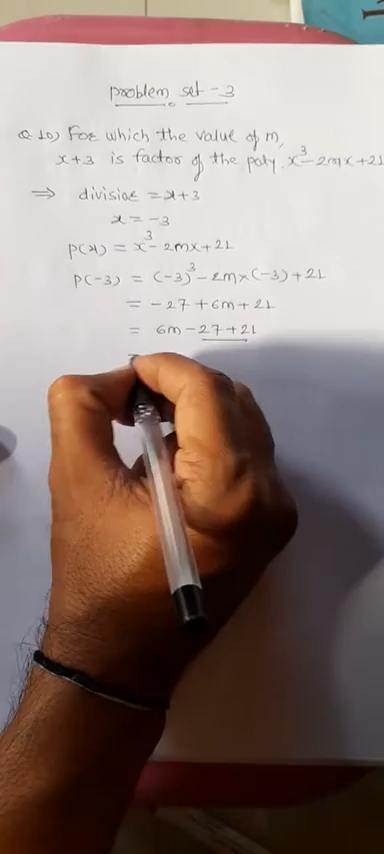 problem set - 3
Q 10) For which the value of m,
x+3 is factor of the poly. x³-2mx+21
⇒ divisior = x+3
x = -3
p(x) = x³- 2mx+21
p(-3) = (-3)³-2m×(-3)+21
= -27+6m+21
= 6m-27+21
=